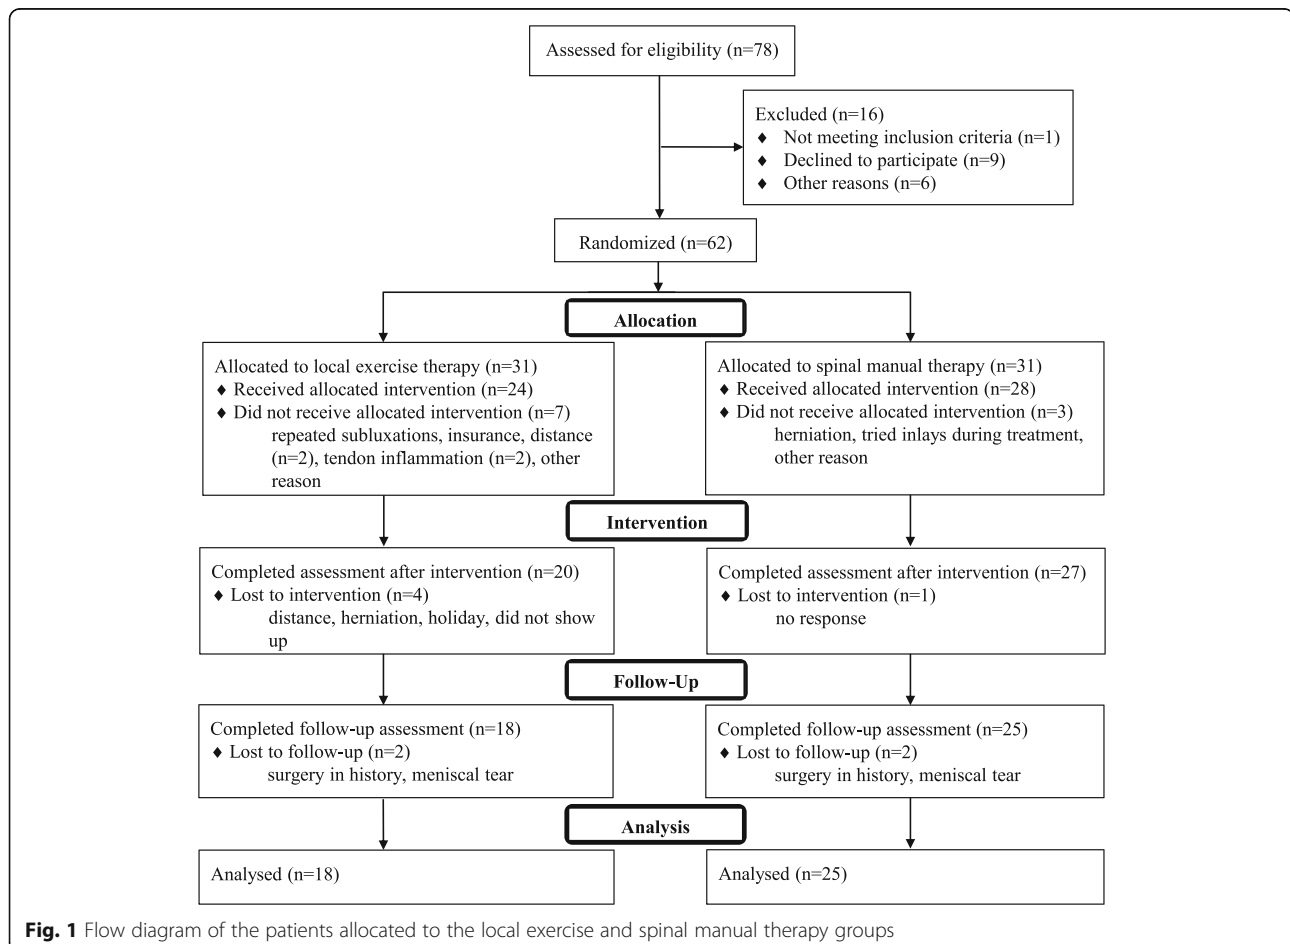 Assessed for eligibility (n=78)
Excluded (n=16)
♦ Not meeting inclusion criteria (n=1)
♦ Declined to participate (n=9)
♦ Other reasons (n=6)
Randomized (n=62)
Allocation
Allocated to local exercise therapy (n=31)
♦ Received allocated intervention (n=24)
♦ Did not receive allocated intervention (n=7)
repeated subluxations, insurance, distance
(n=2), tendon inflammation (n=2), other
reason
Allocated to spinal manual therapy (n=31)
♦ Received allocated intervention (n=28)
♦ Did not receive allocated intervention (n=3)
herniation, tried inlays during treatment,
other reason
Intervention
Completed assessment after intervention (n=20)
♦ Lost to intervention (n=4)
distance, herniation, holiday, did not show
up
Completed assessment after intervention (n=27)
♦ Lost to intervention (n=1)
no response
Follow-Up
Completed follow-up assessment (n=18)
♦ Lost to follow-up (n=2)
surgery in history, meniscal tear
Completed follow-up assessment (n=25)
♦ Lost to follow-up (n=2)
surgery in history, meniscal tear
Analysis
Analysed (n=18)
Analysed (n=25)
Fig. 1 Flow diagram of the patients allocated to the local exercise and spinal manual therapy groups